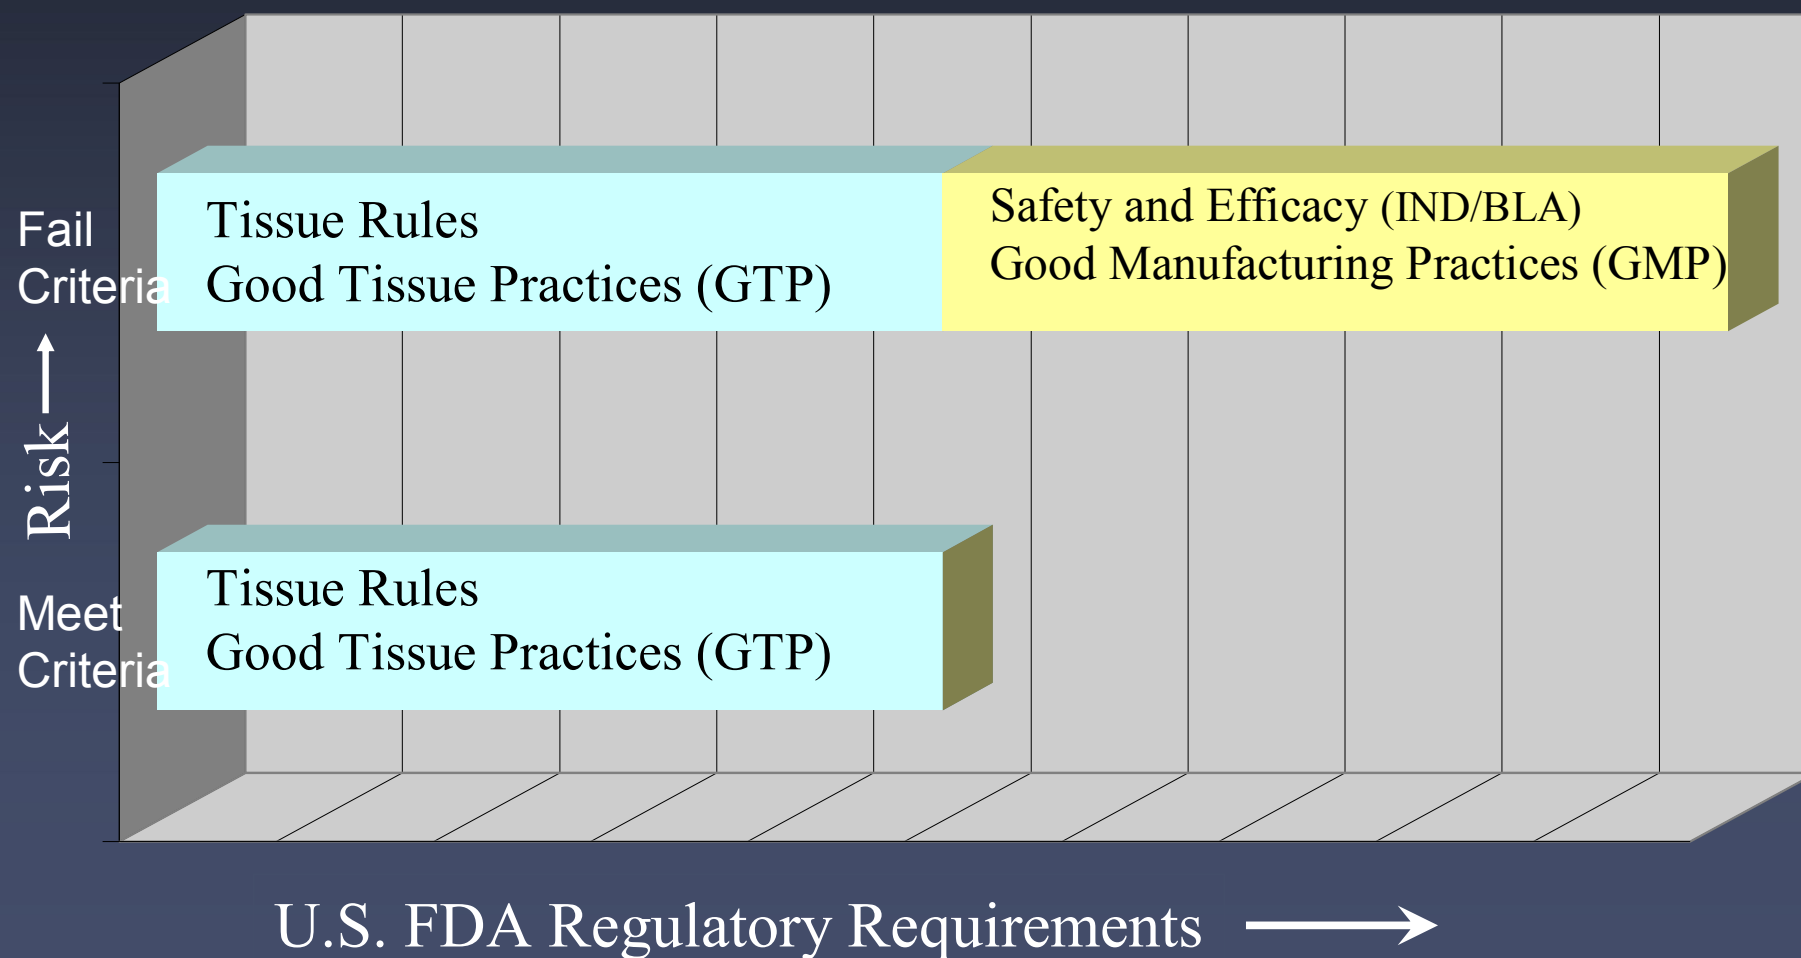 Fail
Criteria
Tissue Rules
Good Tissue Practices (GTP)
Safety and Efficacy (IND/BLA)
Good Manufacturing Practices (GMP)
Risk
Meet
Criteria
Tissue Rules
Good Tissue Practices (GTP)
U.S. FDA Regulatory Requirements